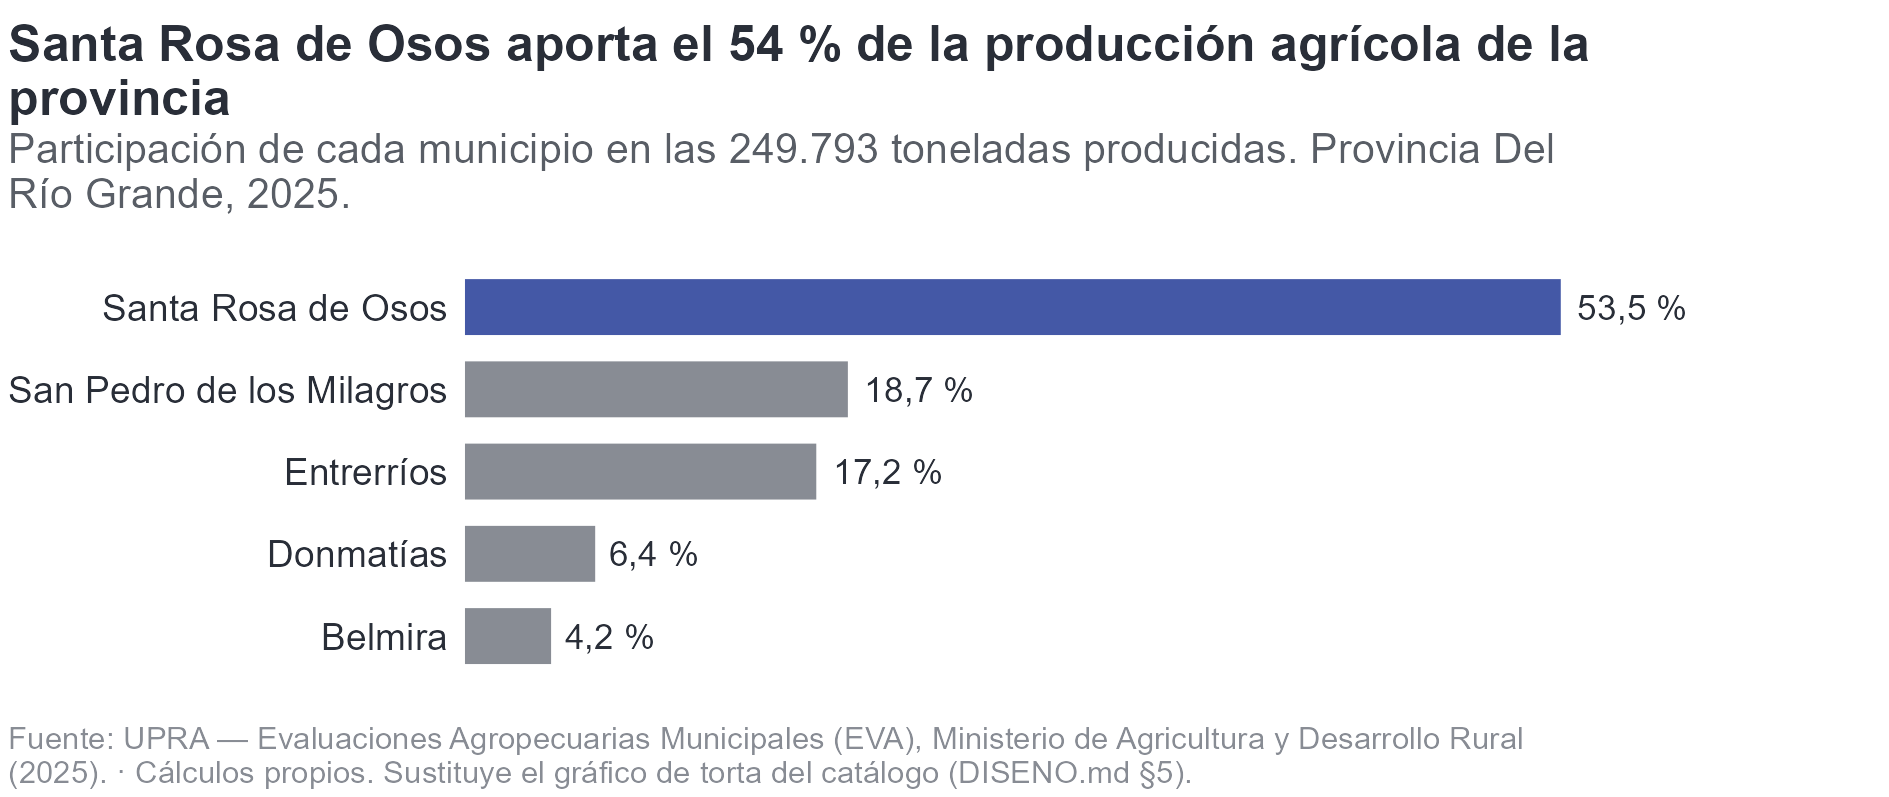 Santa Rosa de Osos aporta el 54 % de la producción agrícola de la
provincia
Participación de cada municipio en las 249.793 toneladas producidas. Provincia Del
Río Grande, 2025.
Santa Rosa de Osos 53,5 %
San Pedro de los Milagros 18,7 %
Entrerríos 17,2 %
Donmatías 6,4 %
Belmira 4,2 %
Fuente: UPRA — Evaluaciones Agropecuarias Municipales (EVA), Ministerio de Agricultura y Desarrollo Rural
(2025). · Cálculos propios. Sustituye el gráfico de torta del catálogo (DISENO.md §5).